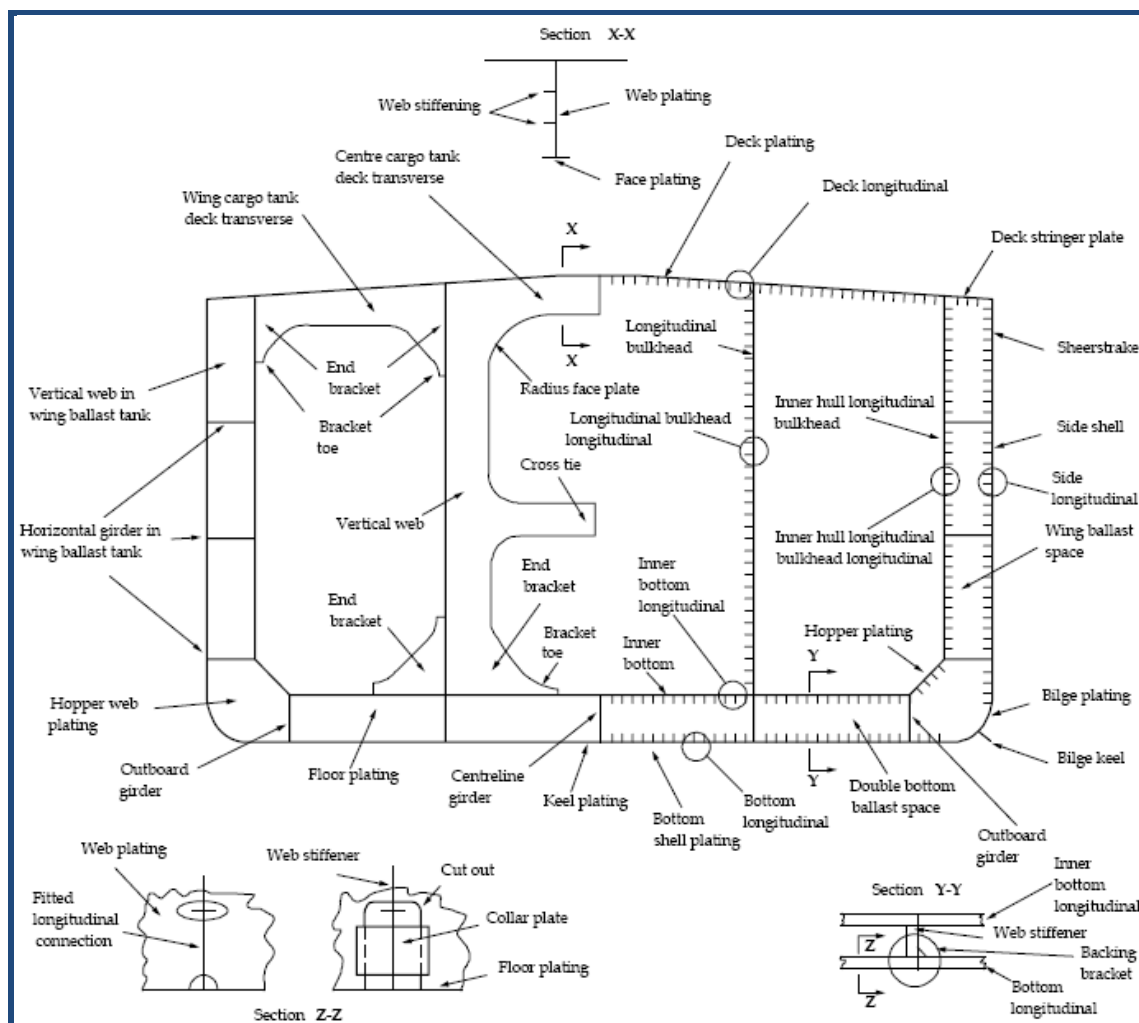 Section X-X
Web stiffening
Web plating
Face plating
Centre cargo tank
deck transverse
Deck plating
Wing cargo tank
deck transverse
Deck longitudinal
X
Deck stringer plate
X
End
bracket
Longitudinal
bulkhead
Sheerstrake
Vertical web in
wing ballast tank
Radius face plate
Bracket
toe
Longitudinal bulkhead
longitudinal
Inner hull longitudinal
bulkhead
Side shell
Cross tie
Side
longitudinal
Horizontal girder in
wing ballast tank
Vertical web
Inner hull longitudinal
bulkhead longitudinal
Wing ballast
space
End
bracket
End
bracket
Inner
bottom
longitudinal
Bracket
toe
Inner
bottom
Hopper plating
Y
Hopper web
plating
Bilge plating
Outboard
girder
Floor plating
Centreline
girder
Keel plating
Bottom
shell plating
Bottom
longitudinal
Y
Double bottom
ballast space
Bilge keel
Outboard
girder
Web plating
Web stiffener
Cut out
Fitted
longitudinal
connection
Collar plate
Floor plating
Section Z-Z
Section Y-Y
Inner
bottom
longitudinal
Web stiffener
Z
Backing
bracket
Z
Bottom
longitudinal